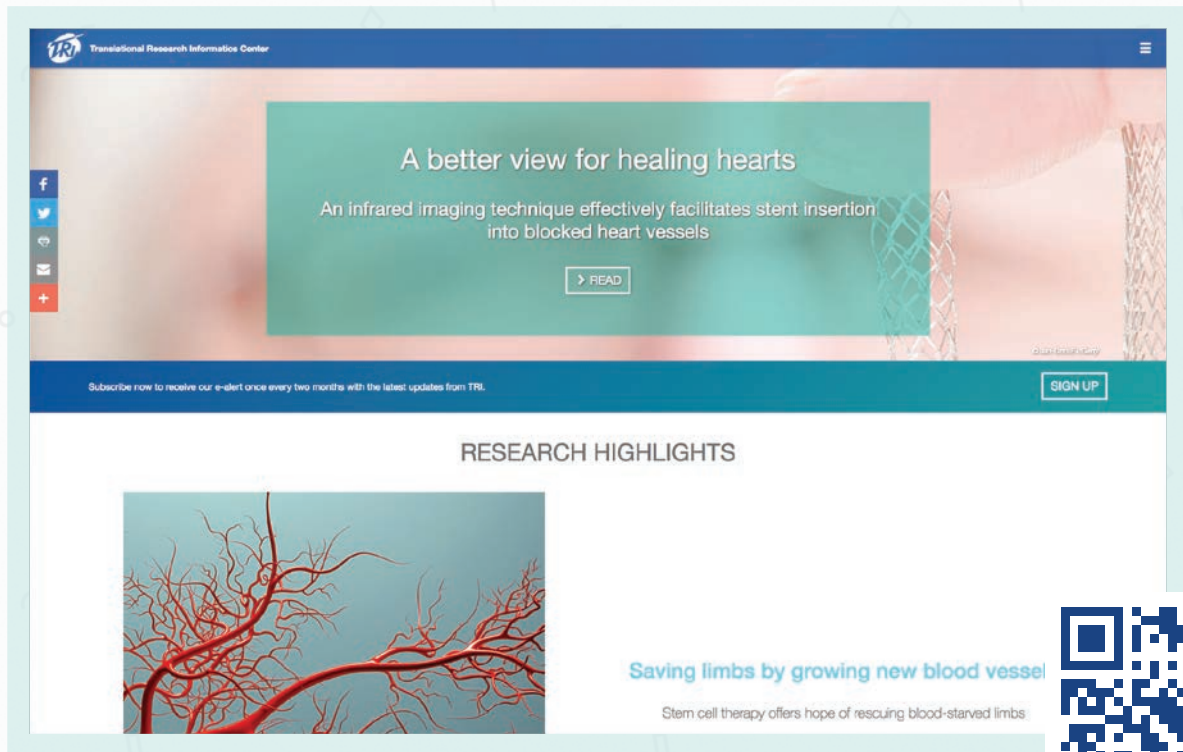 TRI Translational Research Informatics Center
A better view for healing hearts
An infrared imaging technique effectively facilitates stent insertion
into blocked heart vessels
> READ
Subscribe now to receive our e-alert once every two months with the latest updates from TRI.
SIGN UP
RESEARCH HIGHLIGHTS
Saving limbs by growing new blood vessel
Stem cell therapy offers hope of rescuing blood-starved limbs